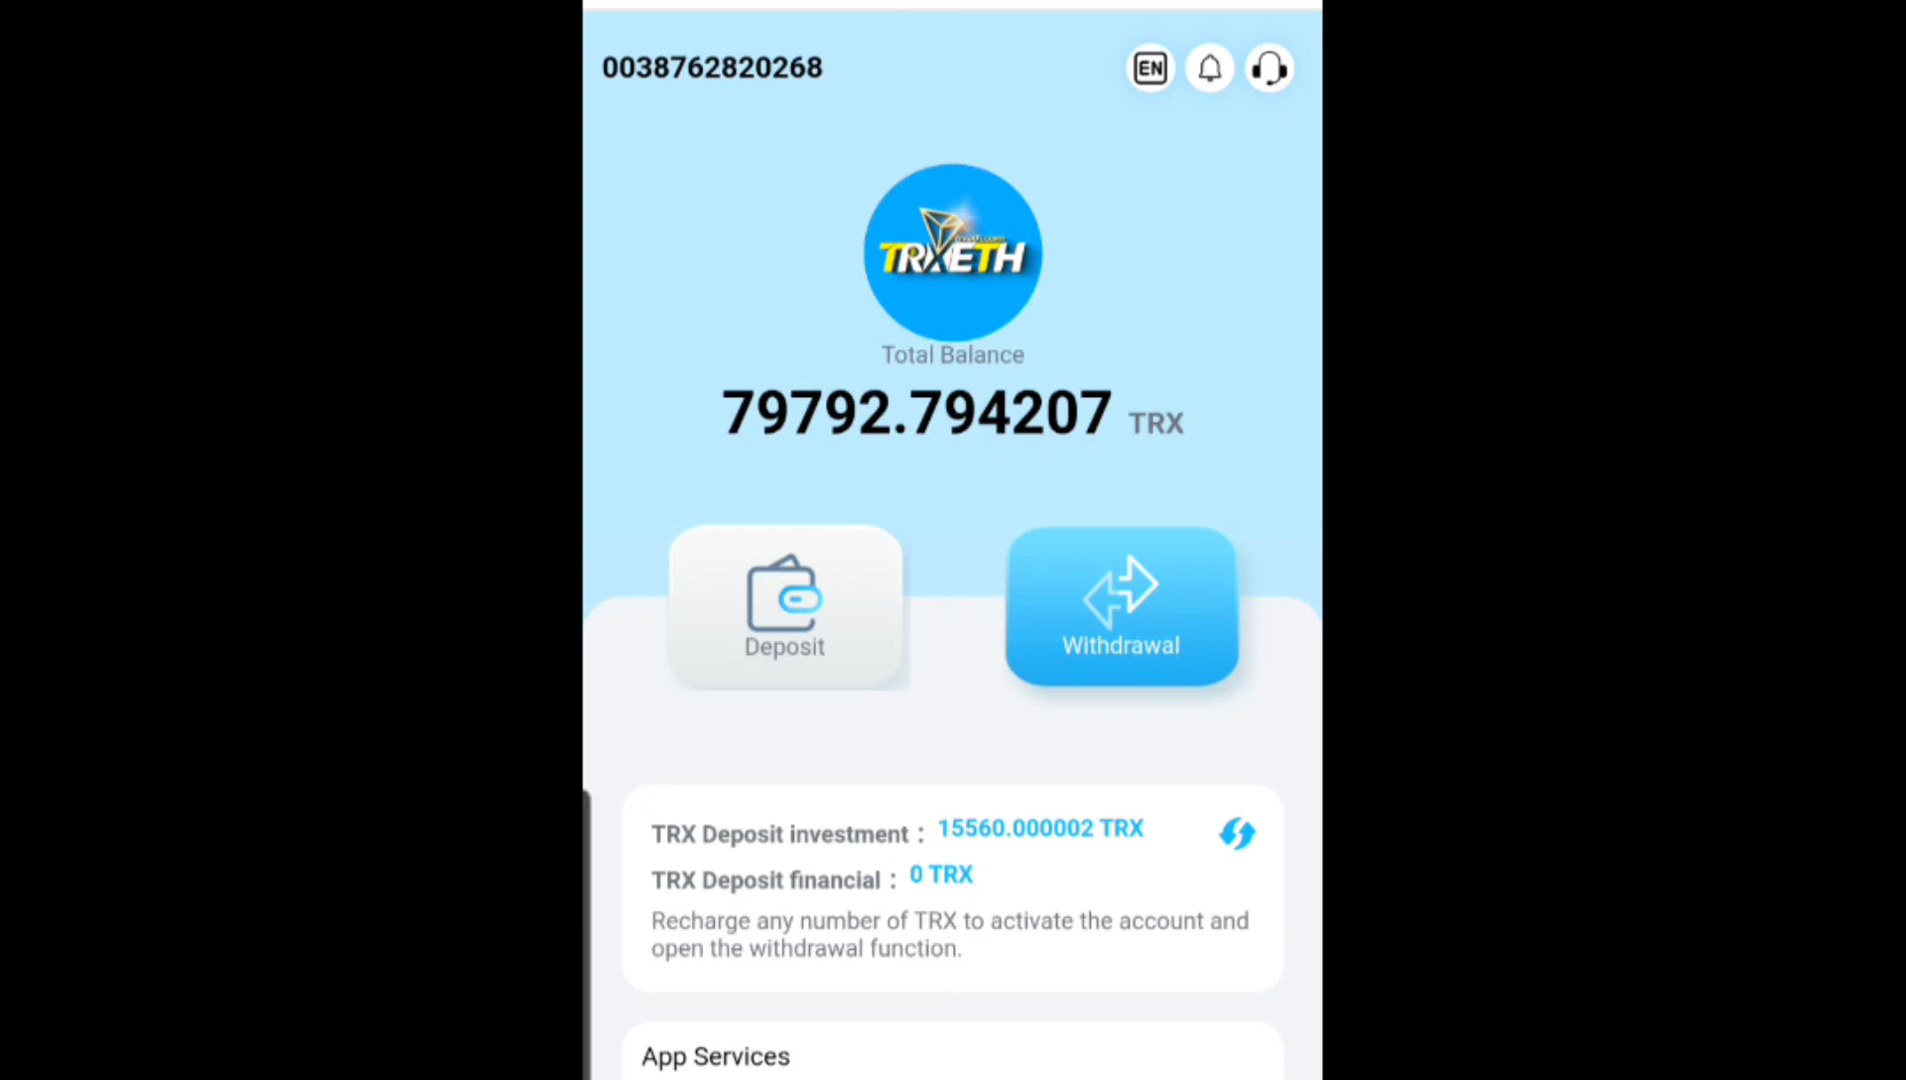 0038762820268
EN
TRXETH
Total Balance
79792.794207 TRX
Deposit
Withdrawal
TRX Deposit investment : 15560.000002 TRX
TRX Deposit financial : 0 TRX
Recharge any number of TRX to activate the account and
open the withdrawal function.
App Services